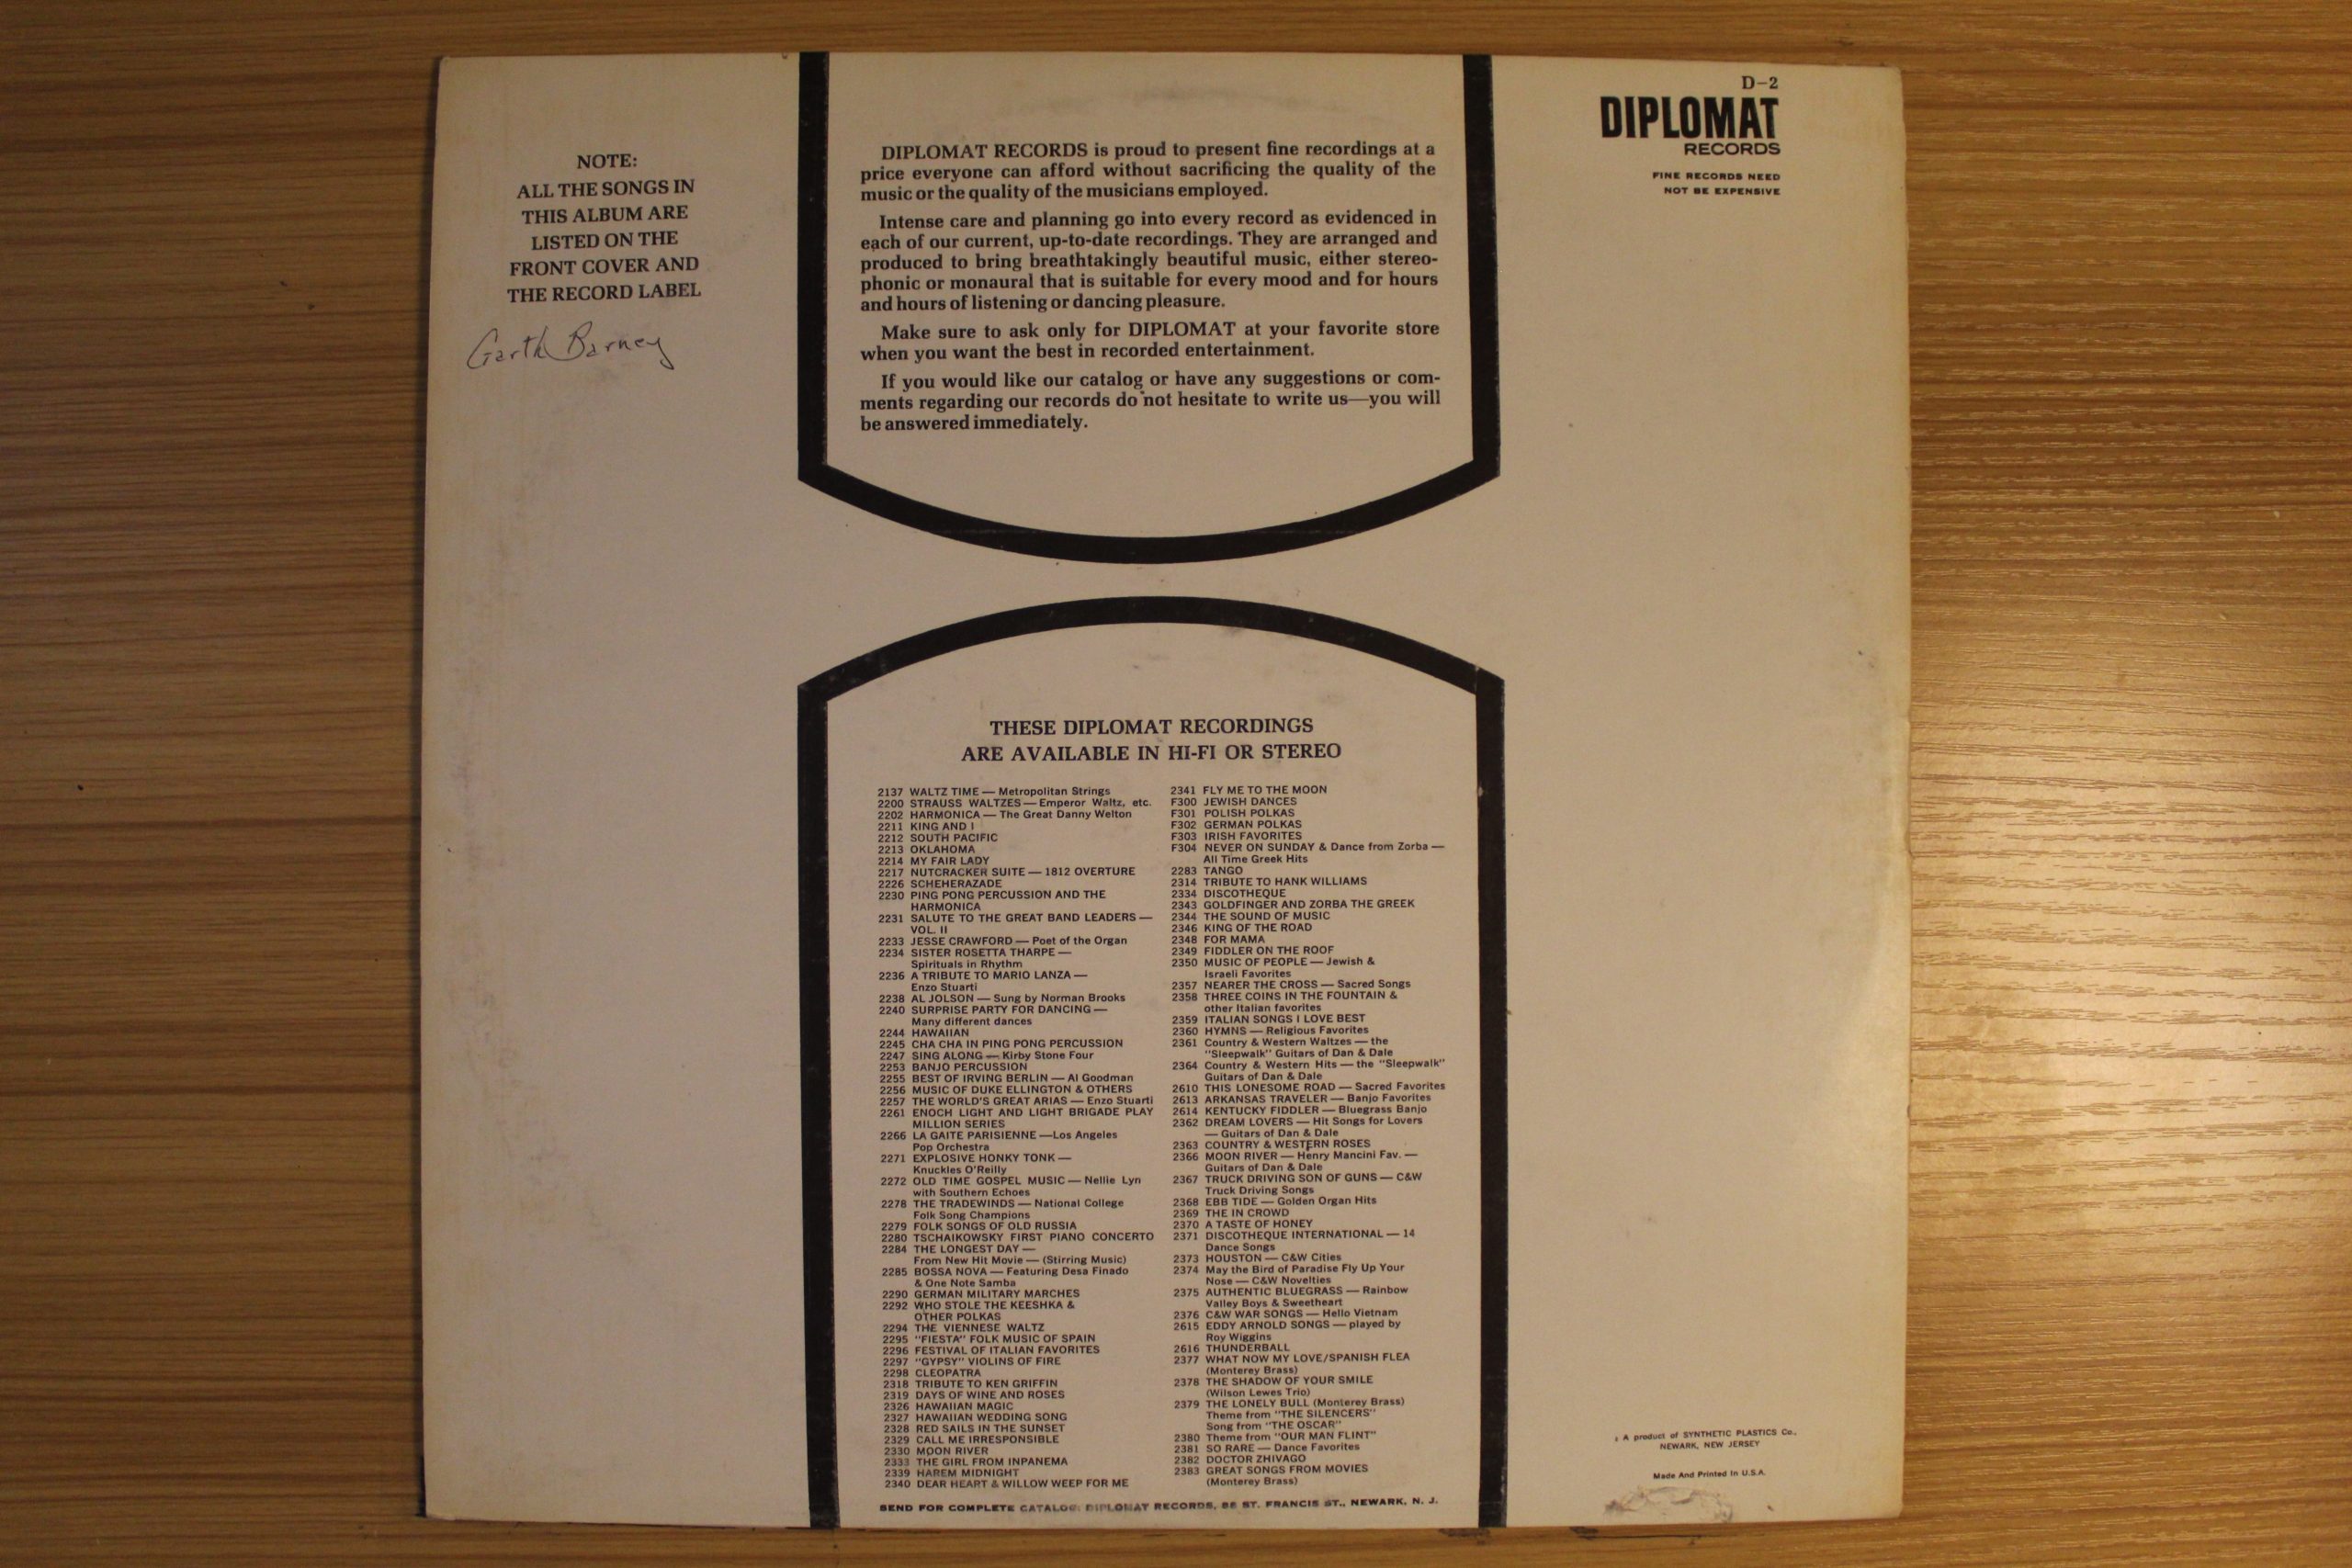 NOTE:
ALL THE SONGS IN
THIS ALBUM ARE
LISTED ON THE
FRONT COVER AND
THE RECORD LABEL
Garth Barney
DIPLOMAT RECORDS is proud to present fine recordings at a
price everyone can afford without sacrificing the quality of the
music or the quality of the musicians employed.
Intense care and planning go into every record as evidenced in
each of our current, up-to-date recordings. They are arranged and
produced to bring breathtakingly beautiful music, either stereo-
phonic or monaural that is suitable for every mood and for hours
and hours of listening or dancing pleasure.
Make sure to ask only for DIPLOMAT at your favorite store
when you want the best in recorded entertainment.
If you would like our catalog or have any suggestions or com-
ments regarding our records do not hesitate to write us—you will
be answered immediately.
D-2
DIPLOMAT
RECORDS
FINE RECORDS NEED
NOT BE EXPENSIVE
THESE DIPLOMAT RECORDINGS
ARE AVAILABLE IN HI-FI OR STEREO
2137 WALTZ TIME — Metropolitan Strings
2200 STRAUSS WALTZES — Emperor Waltz, etc.
2202 HARMONICA — The Great Danny Welton
2211 KING AND I
2212 SOUTH PACIFIC
2213 OKLAHOMA
2214 MY FAIR LADY
2217 NUTCRACKER SUITE — 1812 OVERTURE
2226 SCHEHERAZADE
2230 PING PONG PERCUSSION AND THE
HARMONICA
2231 SALUTE TO THE GREAT BAND LEADERS —
VOL. II
2233 JESSE CRAWFORD — Poet of the Organ
2234 SISTER ROSETTA THARPE —
Spirituals in Rhythm
2236 A TRIBUTE TO MARIO LANZA —
Enzo Stuarti
2238 AL JOLSON — Sung by Norman Brooks
2240 SURPRISE PARTY FOR DANCING —
Many different dances
2244 HAWAIIAN
2245 CHA CHA IN PING PONG PERCUSSION
2247 SING ALONG — Kirby Stone Four
2253 BANJO PERCUSSION
2255 BEST OF IRVING BERLIN — Al Goodman
2256 MUSIC OF DUKE ELLINGTON & OTHERS
2257 THE WORLD'S GREAT ARIAS — Enzo Stuarti
2261 ENOCH LIGHT AND LIGHT BRIGADE PLAY
MILLION SERIES
2266 LA GAITE PARISIENNE —Los Angeles
Pop Orchestra
2271 EXPLOSIVE HONKY TONK —
Knuckles O'Reilly
2272 OLD TIME GOSPEL MUSIC — Nellie Lyn
with Southern Echoes
2278 THE TRADEWINDS — National College
Folk Song Champions
2279 FOLK SONGS OF OLD RUSSIA
2280 TSCHAIKOWSKY FIRST PIANO CONCERTO
2284 THE LONGEST DAY —
From New Hit Movie — (Stirring Music)
2285 BOSSA NOVA — Featuring Desa Finado
& One Note Samba
2290 GERMAN MILITARY MARCHES
2292 WHO STOLE THE KEESHKA &
OTHER POLKAS
2294 THE VIENNESE WALTZ
2295 "FIESTA" FOLK MUSIC OF SPAIN
2296 FESTIVAL OF ITALIAN FAVORITES
2297 "GYPSY" VIOLINS OF FIRE
2298 CLEOPATRA
2318 TRIBUTE TO KEN GRIFFIN
2319 DAYS OF WINE AND ROSES
2326 HAWAIIAN MAGIC
2327 HAWAIIAN WEDDING SONG
2328 RED SAILS IN THE SUNSET
2329 CALL ME IRRESPONSIBLE
2330 MOON RIVER
2333 THE GIRL FROM INPANEMA
2339 HAREM MIDNIGHT
2340 DEAR HEART & WILLOW WEEP FOR ME
2341 FLY ME TO THE MOON
F300 JEWISH DANCES
F301 POLISH POLKAS
F302 GERMAN POLKAS
F303 IRISH FAVORITES
F304 NEVER ON SUNDAY & Dance from Zorba —
All Time Greek Hits
2283 TANGO
2314 TRIBUTE TO HANK WILLIAMS
2334 DISCOTHEQUE
2343 GOLDFINGER AND ZORBA THE GREEK
2344 THE SOUND OF MUSIC
2346 KING OF THE ROAD
2348 FOR MAMA
2349 FIDDLER ON THE ROOF
2350 MUSIC OF PEOPLE — Jewish &
Israeli Favorites
2357 NEARER THE CROSS — Sacred Songs
2358 THREE COINS IN THE FOUNTAIN &
other Italian favorites
2359 ITALIAN SONGS I LOVE BEST
2360 HYMNS — Religious Favorites
2361 Country & Western Waltzes — the
"Sleepwalk" Guitars of Dan & Dale
2364 Country & Western Hits — the "Sleepwalk"
Guitars of Dan & Dale
2610 THIS LONESOME ROAD — Sacred Favorites
2613 ARKANSAS TRAVELER — Banjo Favorites
2614 KENTUCKY FIDDLER — Bluegrass Banjo
2362 DREAM LOVERS — Hit Songs for Lovers
— Guitars of Dan & Dale
2363 COUNTRY & WESTERN ROSES
2366 MOON RIVER — Henry Mancini Fav. —
Guitars of Dan & Dale
2367 TRUCK DRIVING SON OF GUNS — C&W
Truck Driving Songs
2368 EBB TIDE — Golden Organ Hits
2369 THE IN CROWD
2370 A TASTE OF HONEY
2371 DISCOTHEQUE INTERNATIONAL — 14
Dance Songs
2373 HOUSTON — C&W Cities
2374 May the Bird of Paradise Fly Up Your
Nose — C&W Novelties
2375 AUTHENTIC BLUEGRASS — Rainbow
Valley Boys & Sweetheart
2376 C&W WAR SONGS — Hello Vietnam
2615 EDDY ARNOLD SONGS — played by
Roy Wiggins
2616 THUNDERBALL
2377 WHAT NOW MY LOVE/SPANISH FLEA
(Monterey Brass)
2378 THE SHADOW OF YOUR SMILE
(Wilson Lewes Trio)
2379 THE LONELY BULL (Monterey Brass)
Theme from "THE SILENCERS"
Song from "THE OSCAR"
2380 Theme from "OUR MAN FLINT"
2381 SO RARE — Dance Favorites
2382 DOCTOR ZHIVAGO
2383 GREAT SONGS FROM MOVIES
(Monterey Brass)
SEND FOR COMPLETE CATALOG: DIPLOMAT RECORDS, 88 ST. FRANCIS ST., NEWARK, N. J.
A product of SYNTHETIC PLASTICS Co.,
NEWARK, NEW JERSEY
Made And Printed In U.S.A.